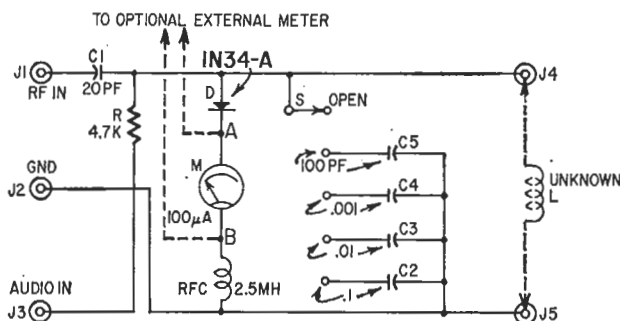 TO OPTIONAL EXTERNAL METER
J1
RF IN
C1
20PF
1N34-A
J4
D
S
OPEN
R
4.7K
A
C5
100PF
J2
GND
M
100µA
C4
.001
UNKNOWN
L
B
C3
.01
RFC
2.5MH
C2
.1
AUDIO IN
J3
J5